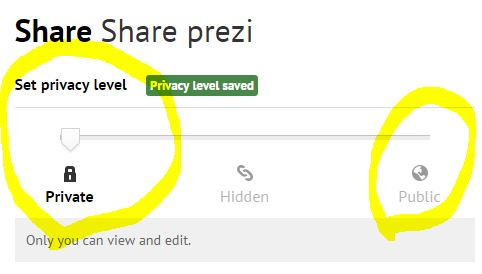 Share Share prezi
Set privacy level Privacy level saved
Private Hidden Public
Only you can view and edit.